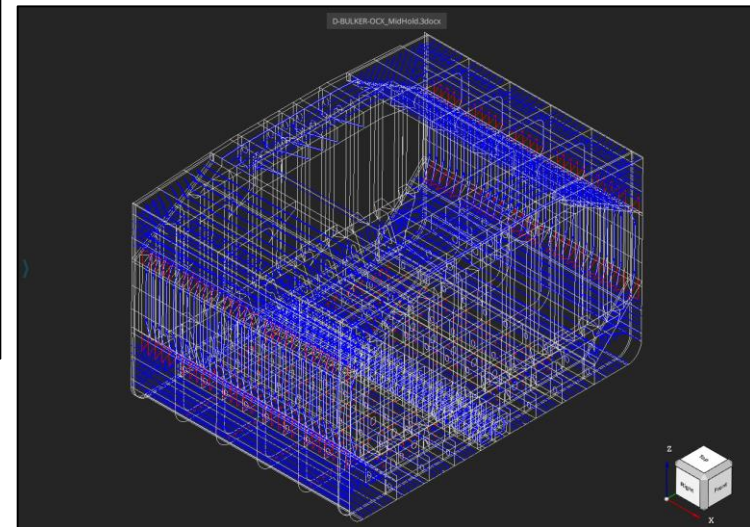 D-BULKER-OCX_MidHold.3docx
Z
Top
Right
Front
X